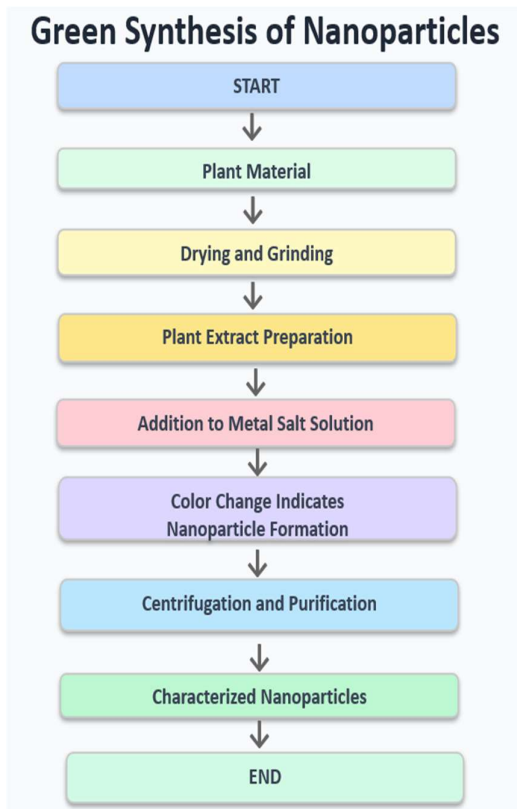 Green Synthesis of Nanoparticles
START
Plant Material
Drying and Grinding
Plant Extract Preparation
Addition to Metal Salt Solution
Color Change Indicates
Nanoparticle Formation
Centrifugation and Purification
Characterized Nanoparticles
END